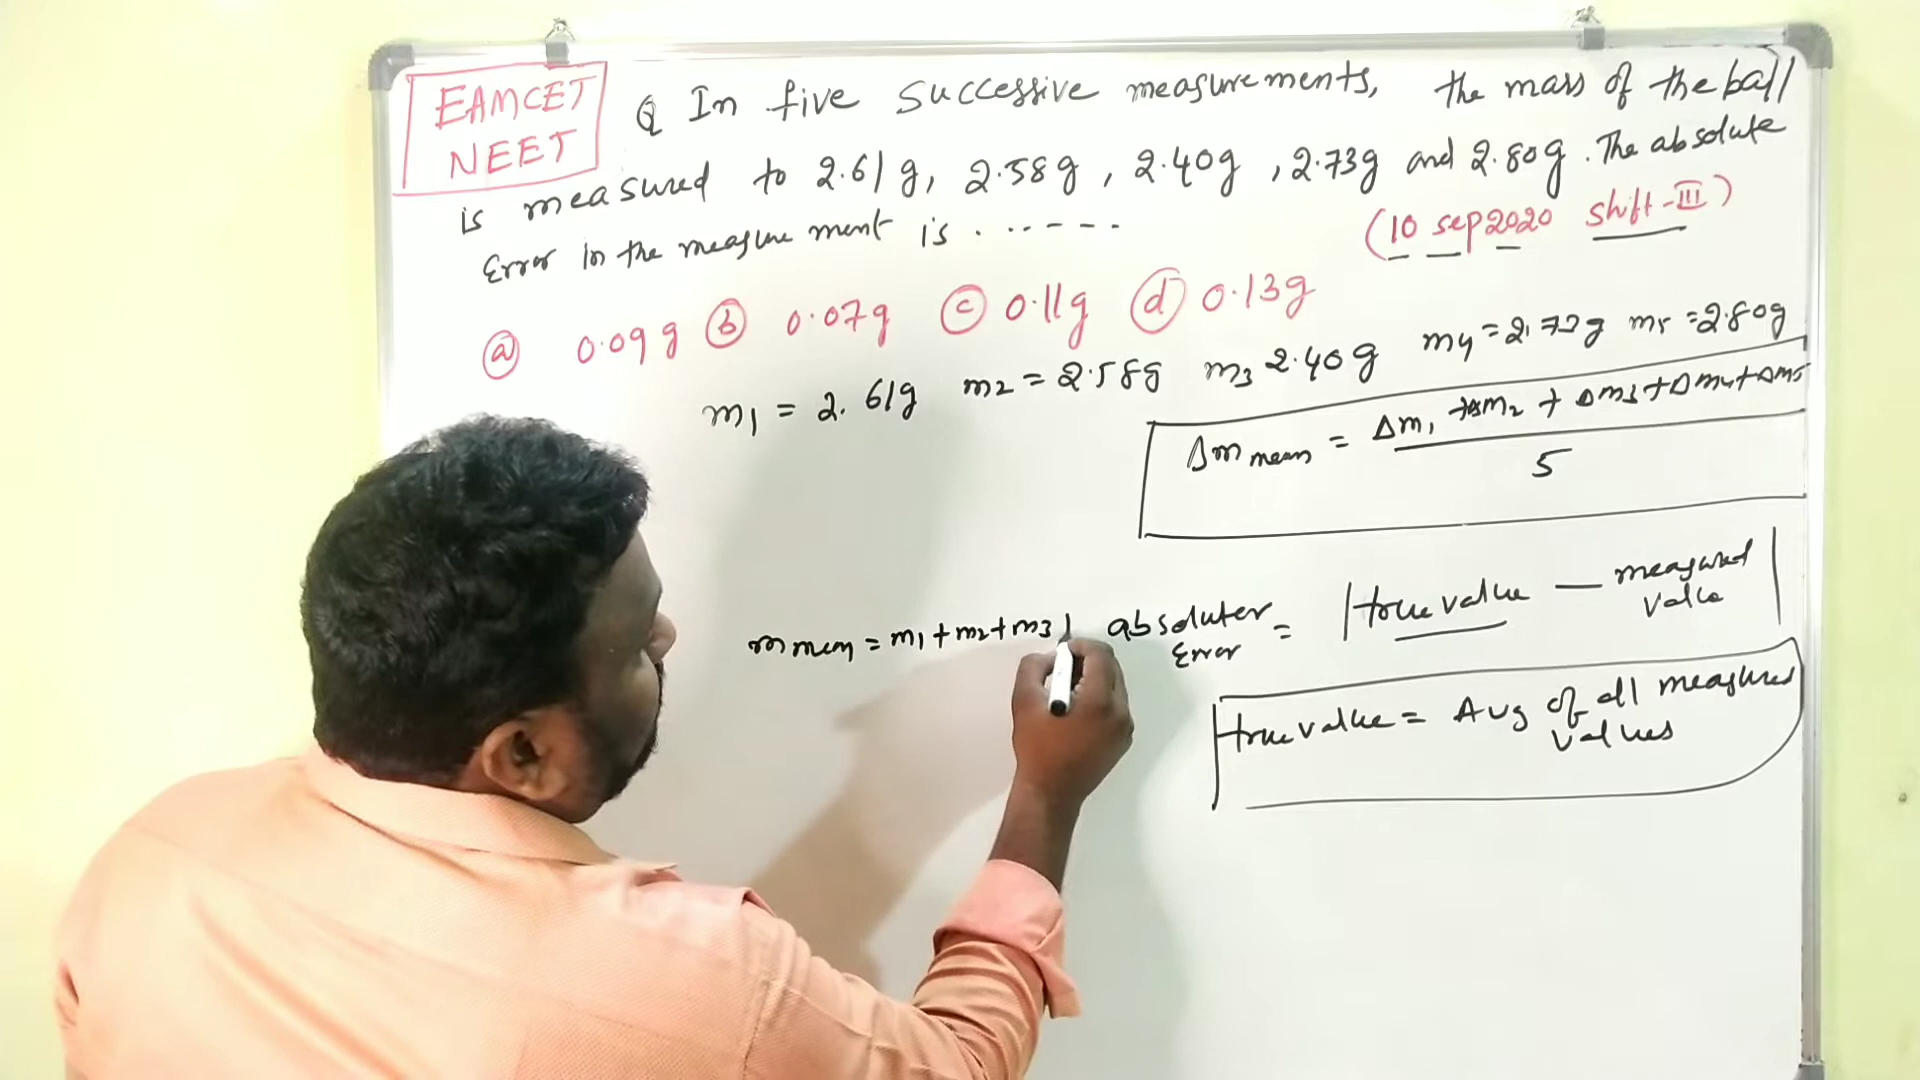 EAMCET
NEET
Q In five successive measurements, the mass of the ball
is measured to 2.61g, 2.58g, 2.40g, 2.73g and 2.80g. The absolute
Error in the measurement is . . . - - -
(10 sep 2020 shift-III)
ⓐ 0.09g ⓑ 0.07g ⓒ 0.11g ⓓ 0.13g
m1 = 2.61g m2 = 2.58g m3 2.40g m4 = 2.73g m5 = 2.80g
Δm mean = Δm1 + Δm2 + Δm3 + Δm4 + Δm5
5
m mean = m1 + m2 + m3
absoluter Error = | true value — measured value |
true value = Avg of all measured values